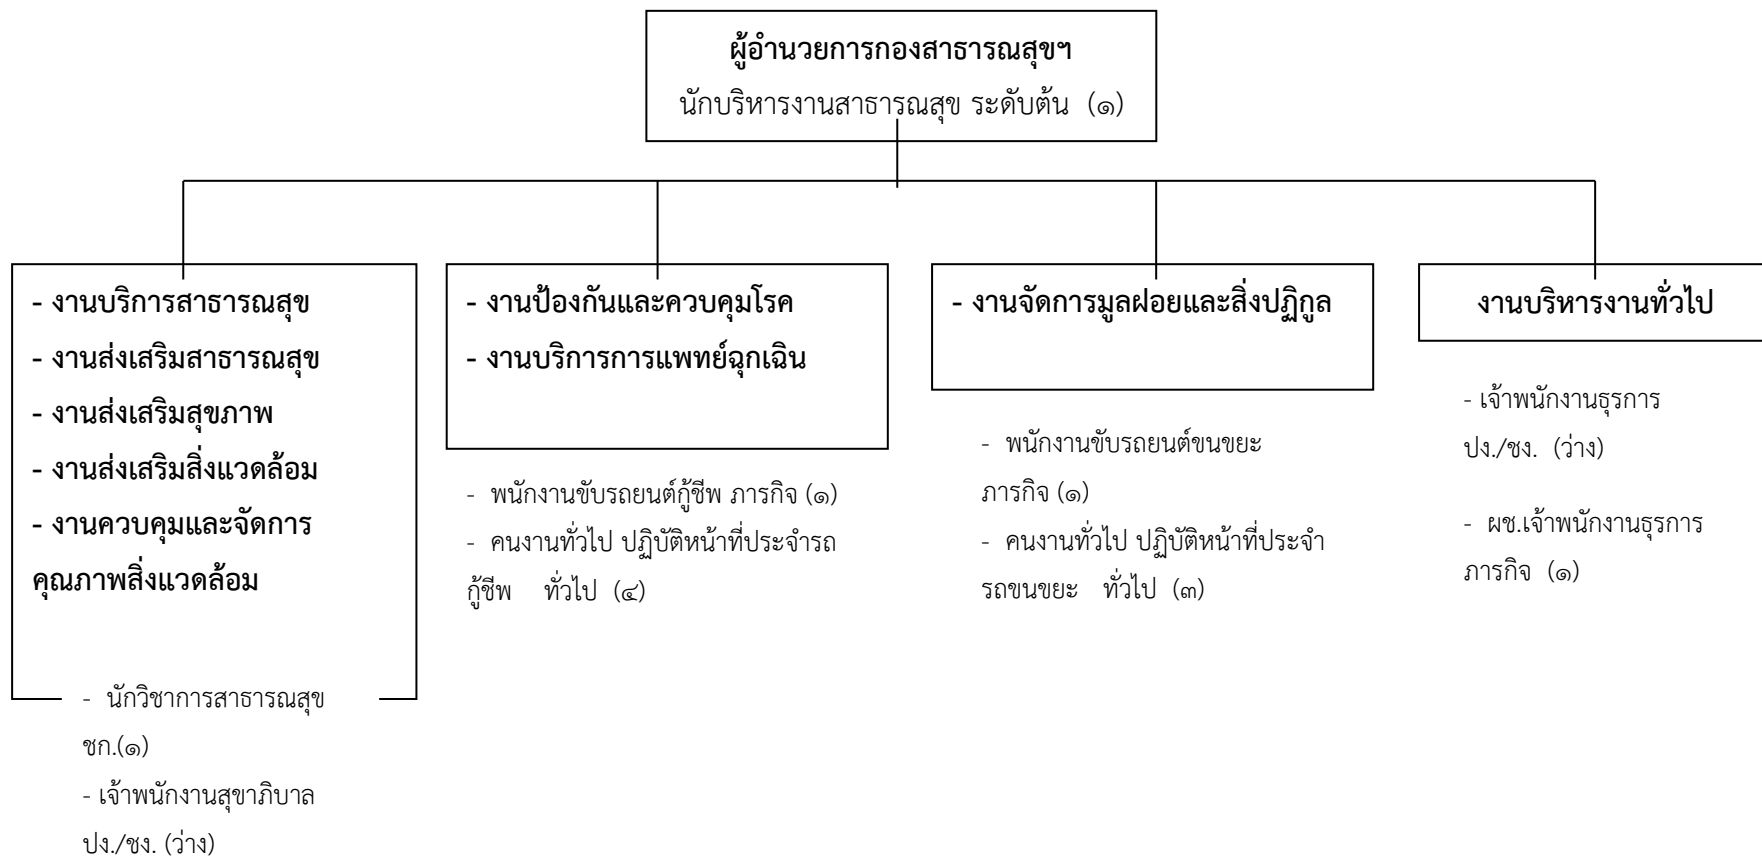 ผู้อำนวยการกองสาธารณสุขฯ
นักบริหารงานสาธารณสุข ระดับต้น (๑)
- งานบริการสาธารณสุข
- งานส่งเสริมสาธารณสุข
- งานส่งเสริมสุขภาพ
- งานส่งเสริมสิ่งแวดล้อม
- งานควบคุมและจัดการ
คุณภาพสิ่งแวดล้อม
- นักวิชาการสาธารณสุข
ชก.(๑)
- เจ้าพนักงานสุขาภิบาล
ปง./ชง. (ว่าง)
- งานป้องกันและควบคุมโรค
- งานบริการการแพทย์ฉุกเฉิน
- พนักงานขับรถยนต์กู้ชีพ ภารกิจ (๑)
- คนงานทั่วไป ปฏิบัติหน้าที่ประจำรถ
กู้ชีพ ทั่วไป (๔)
- งานจัดการมูลฝอยและสิ่งปฏิกูล
- พนักงานขับรถยนต์ขนขยะ
ภารกิจ (๑)
- คนงานทั่วไป ปฏิบัติหน้าที่ประจำ
รถขนขยะ ทั่วไป (๓)
งานบริหารงานทั่วไป
- เจ้าพนักงานธุรการ
ปง./ชง. (ว่าง)
- ผช.เจ้าพนักงานธุรการ
ภารกิจ (๑)